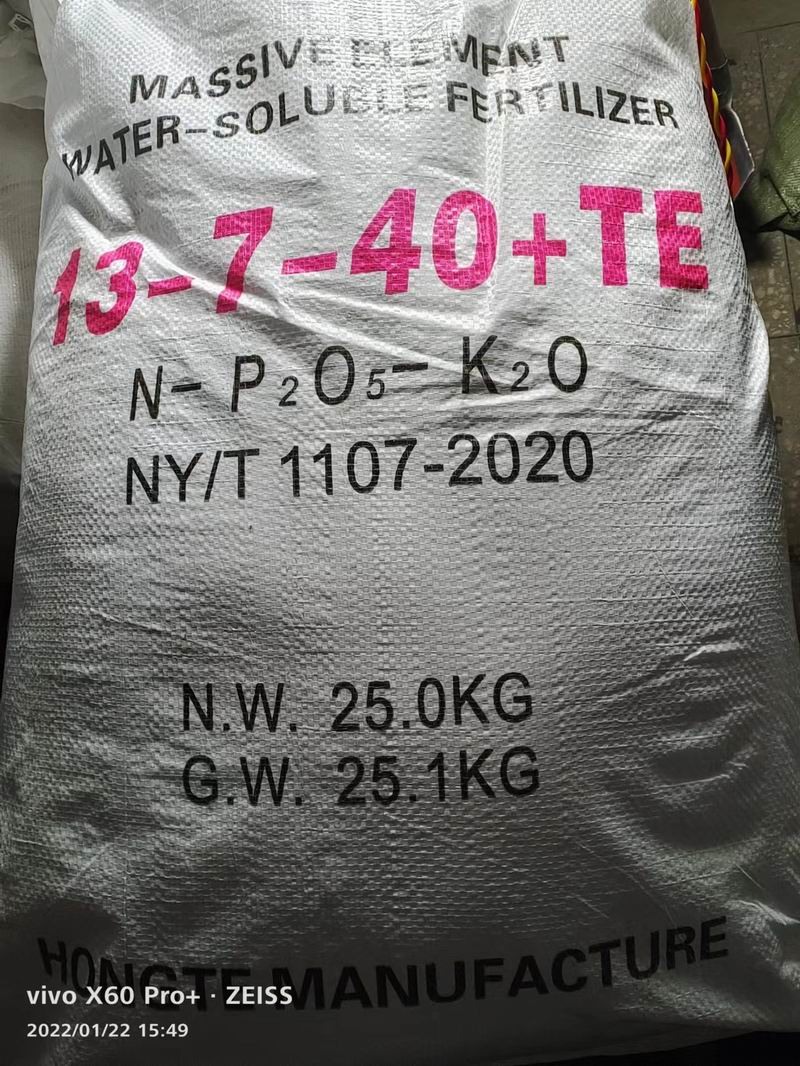 MASSIVE ELEMENT
WATER-SOLUBLE FERTILIZER
13-7-40+TE
N-P₂O₅-K₂O
NY/T 1107-2020
N.W. 25.0KG
G.W. 25.1KG
HONGTE MANUFACTURE
vivo X60 Pro+ · ZEISS
2022/01/22 15:49